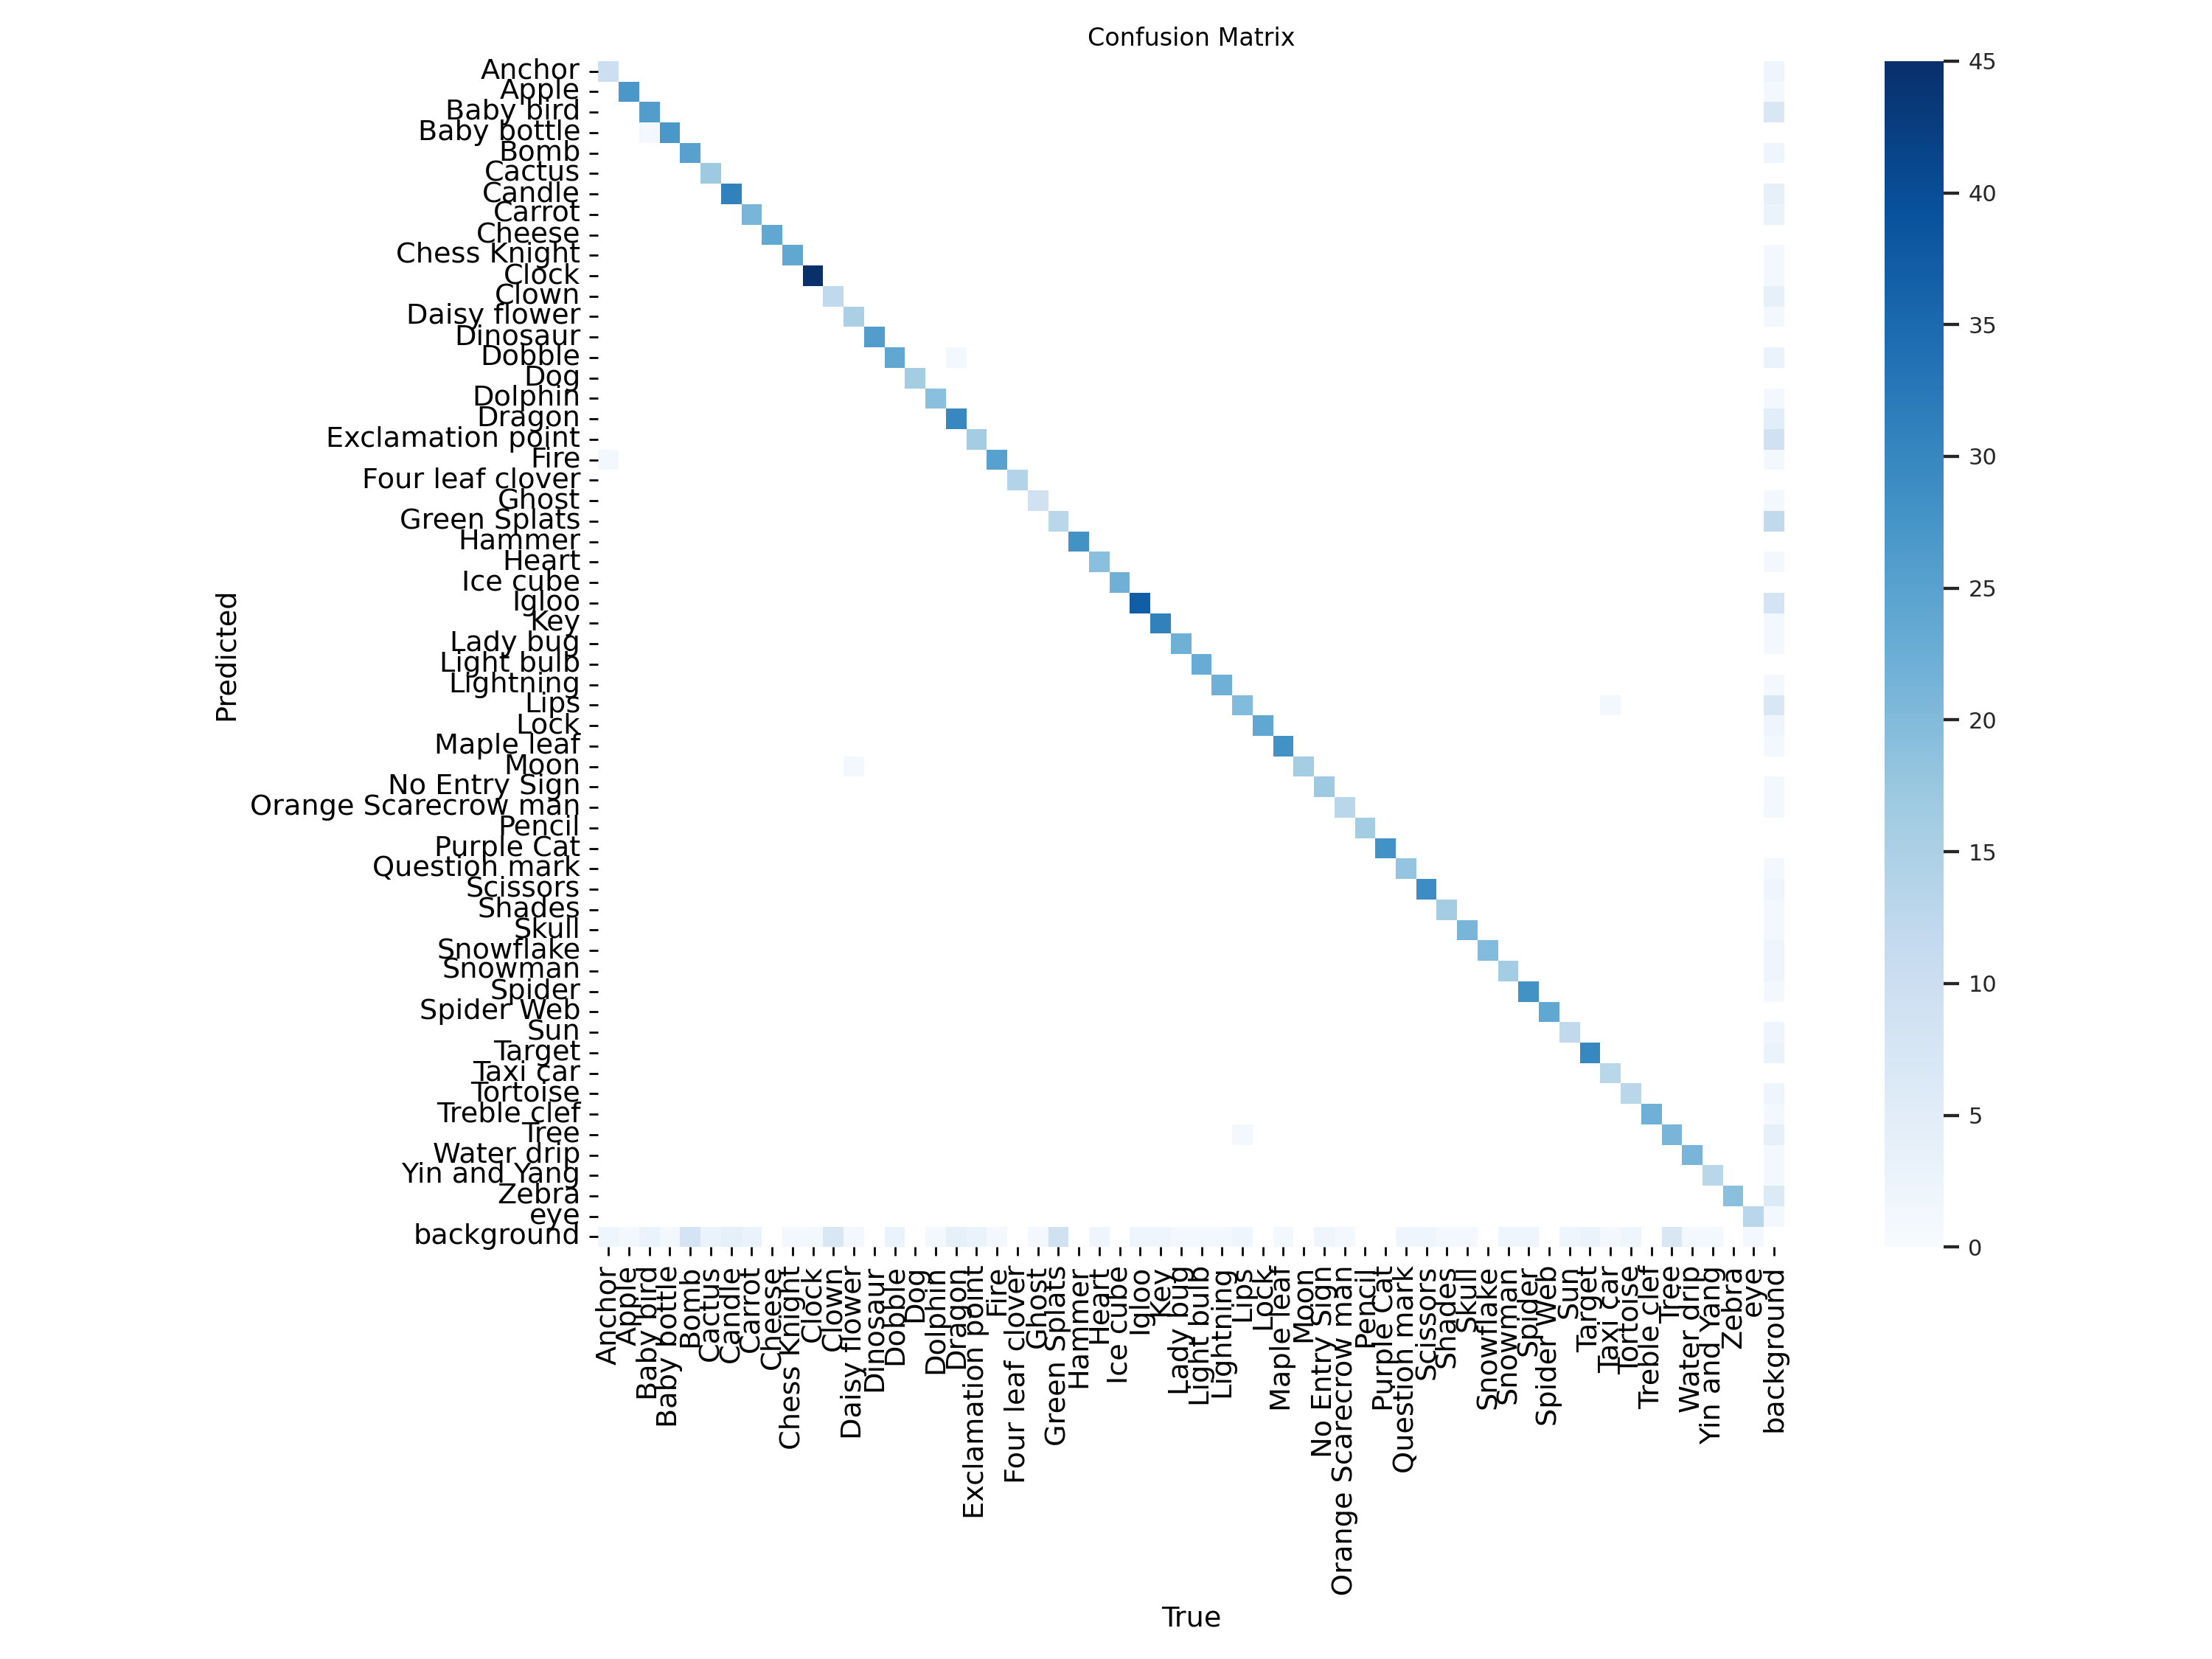 Confusion Matrix
Anchor
Apple
Baby bird
Baby bottle
Bomb
Cactus
Candle
Carrot
Cheese
Chess Knight
Clock
Clown
Daisy flower
Dinosaur
Dobble
Dog
Dolphin
Dragon
Exclamation point
Fire
Four leaf clover
Ghost
Green Splats
Hammer
Heart
Ice cube
Igloo
Key
Lady bug
Light bulb
Lightning
Lips
Lock
Maple leaf
Moon
No Entry Sign
Orange Scarecrow man
Pencil
Purple Cat
Question mark
Scissors
Shades
Skull
Snowflake
Snowman
Spider
Spider Web
Sun
Target
Taxi car
Tortoise
Treble clef
Tree
Water drip
Yin and Yang
Zebra
eye
background
Predicted
Anchor
Apple
Baby bird
Baby bottle
Bomb
Cactus
Candle
Carrot
Cheese
Chess Knight
Clock
Clown
Daisy flower
Dinosaur
Dobble
Dog
Dolphin
Dragon
Exclamation point
Fire
Four leaf clover
Ghost
Green Splats
Hammer
Heart
Ice cube
Igloo
Key
Lady bug
Light bulb
Lightning
Lips
Lock
Maple leaf
Moon
No Entry Sign
Orange Scarecrow man
Pencil
Purple Cat
Question mark
Scissors
Shades
Skull
Snowflake
Snowman
Spider
Spider Web
Sun
Target
Taxi car
Tortoise
Treble clef
Tree
Water drip
Yin and Yang
Zebra
eye
background
True
45
40
35
30
25
20
15
10
5
0